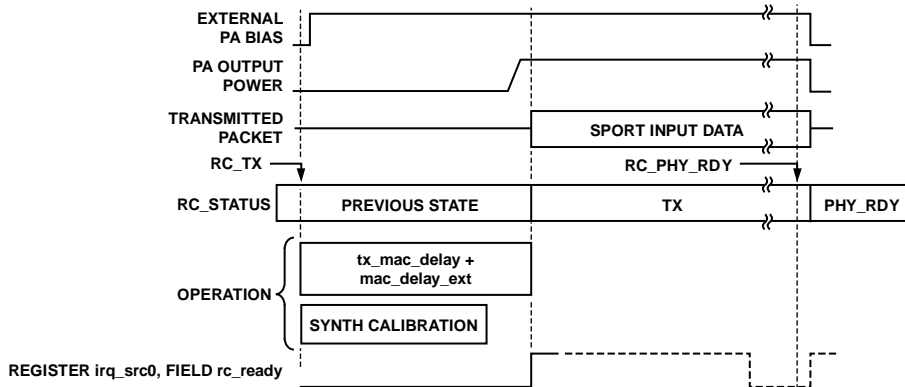 EXTERNAL
PA BIAS
PA OUTPUT
POWER
TRANSMITTED
PACKET
SPORT INPUT DATA
RC_TX
RC_PHY_RDY
RC_STATUS
PREVIOUS STATE
TX
PHY_RDY
OPERATION
tx_mac_delay +
mac_delay_ext
SYNTH CALIBRATION
REGISTER irq_src0, FIELD rc_ready